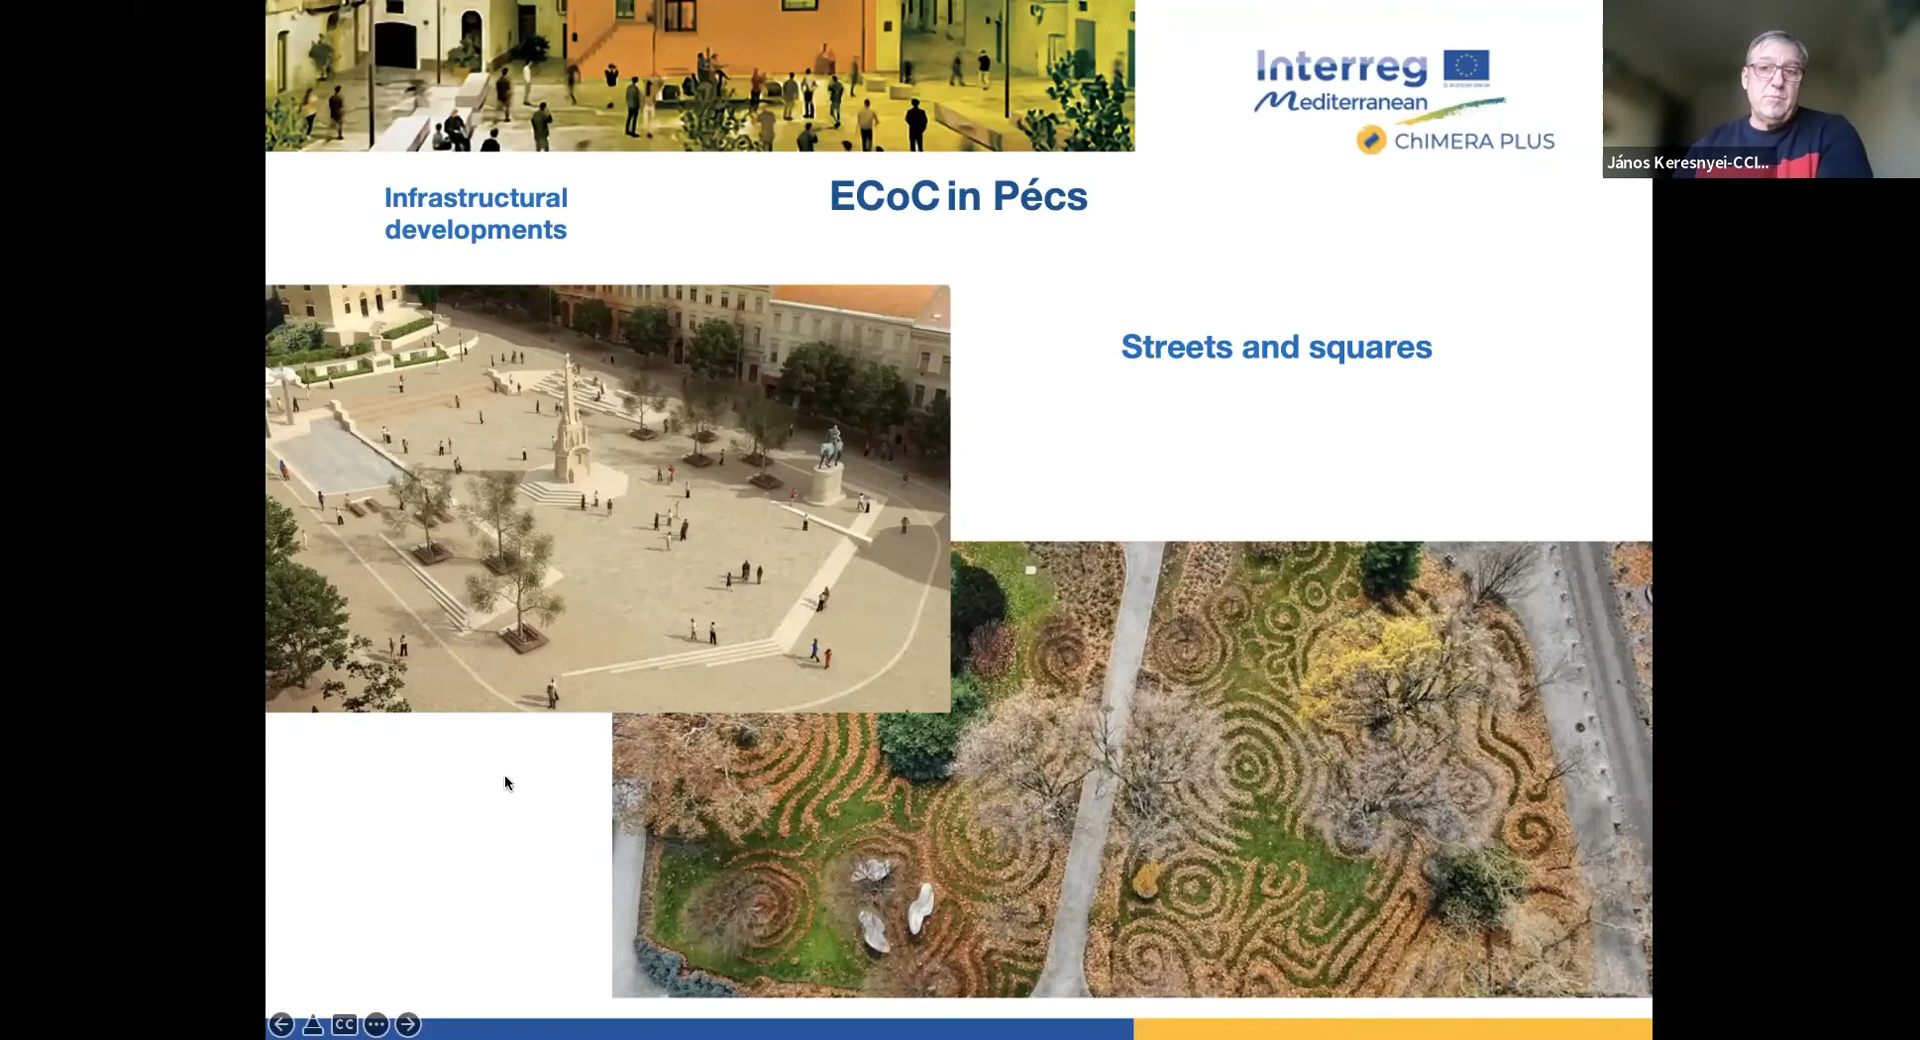 Interreg
Mediterranean
ChIMERA PLUS
János Keresnyei-CCI...
Infrastructural
developments
ECoC in Pécs
Streets and squares
CC